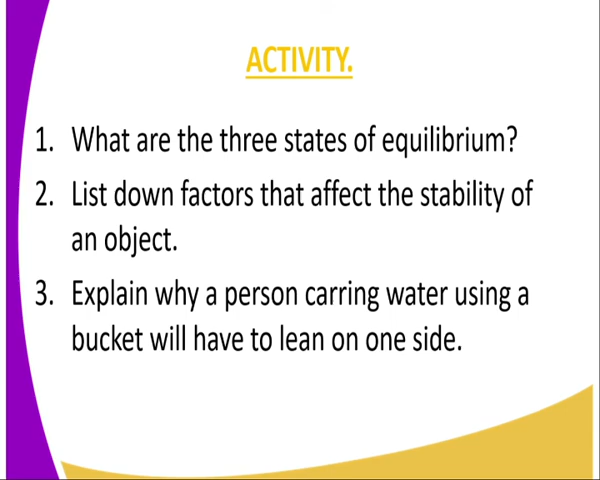 ACTIVITY.
1. What are the three states of equilibrium?
2. List down factors that affect the stability of
an object.
3. Explain why a person carring water using a
bucket will have to lean on one side.